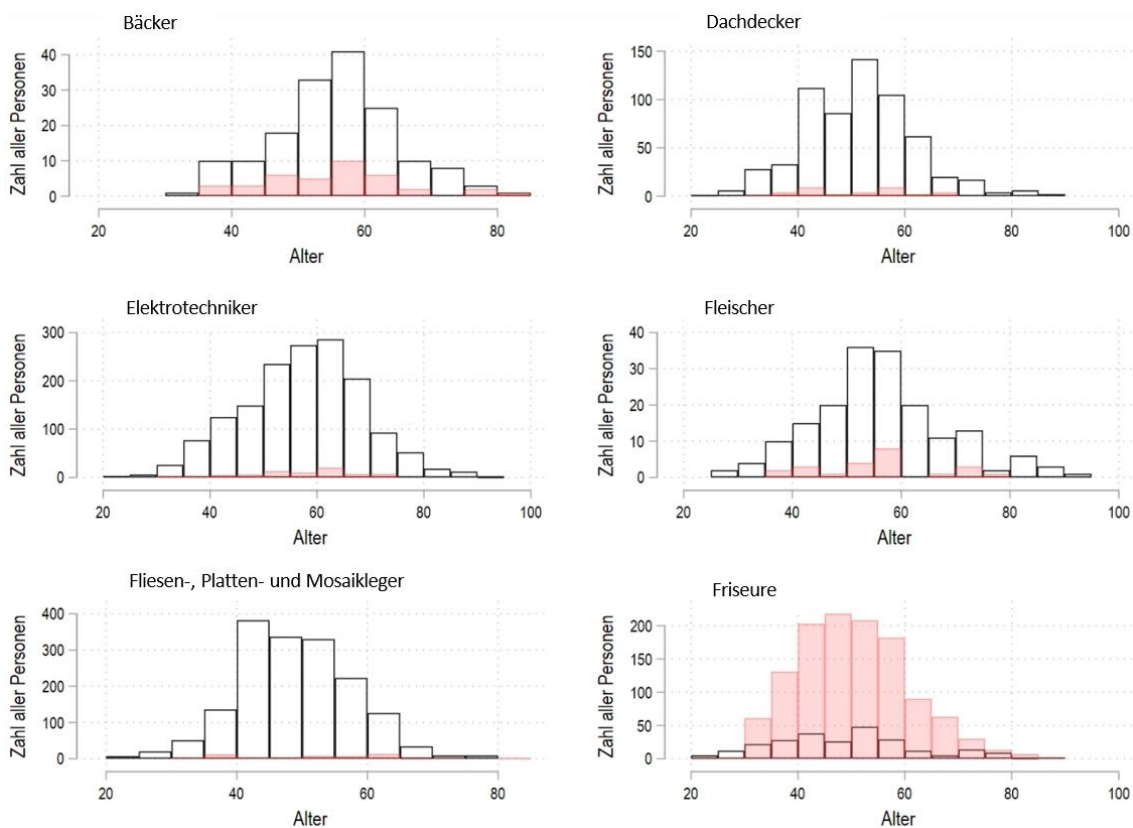 Bäcker
Zahl aller Personen
40
30
20
10
0
20 40 60 80
Alter
Dachdecker
Zahl aller Personen
150
100
50
0
20 40 60 80 100
Alter
Elektrotechniker
Zahl aller Personen
300
200
100
0
20 40 60 80 100
Alter
Fleischer
Zahl aller Personen
40
30
20
10
0
20 40 60 80 100
Alter
Fliesen-, Platten- und Mosaikleger
Zahl aller Personen
400
300
200
100
0
20 40 60 80
Alter
Friseure
Zahl aller Personen
200
150
100
50
0
20 40 60 80 100
Alter